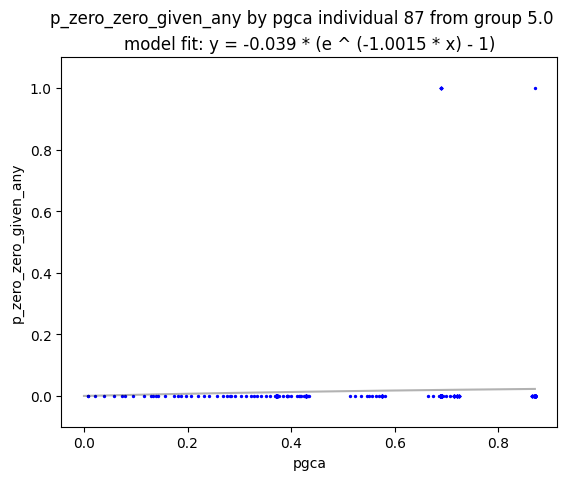 p_zero_zero_given_any by pgca individual 87 from group 5.0
model fit: y = -0.039 * (e ^ (-1.0015 * x) - 1)
1.0
0.8
0.6
0.4
0.2
0.0
p_zero_zero_given_any
0.0 0.2 0.4 0.6 0.8
pgca